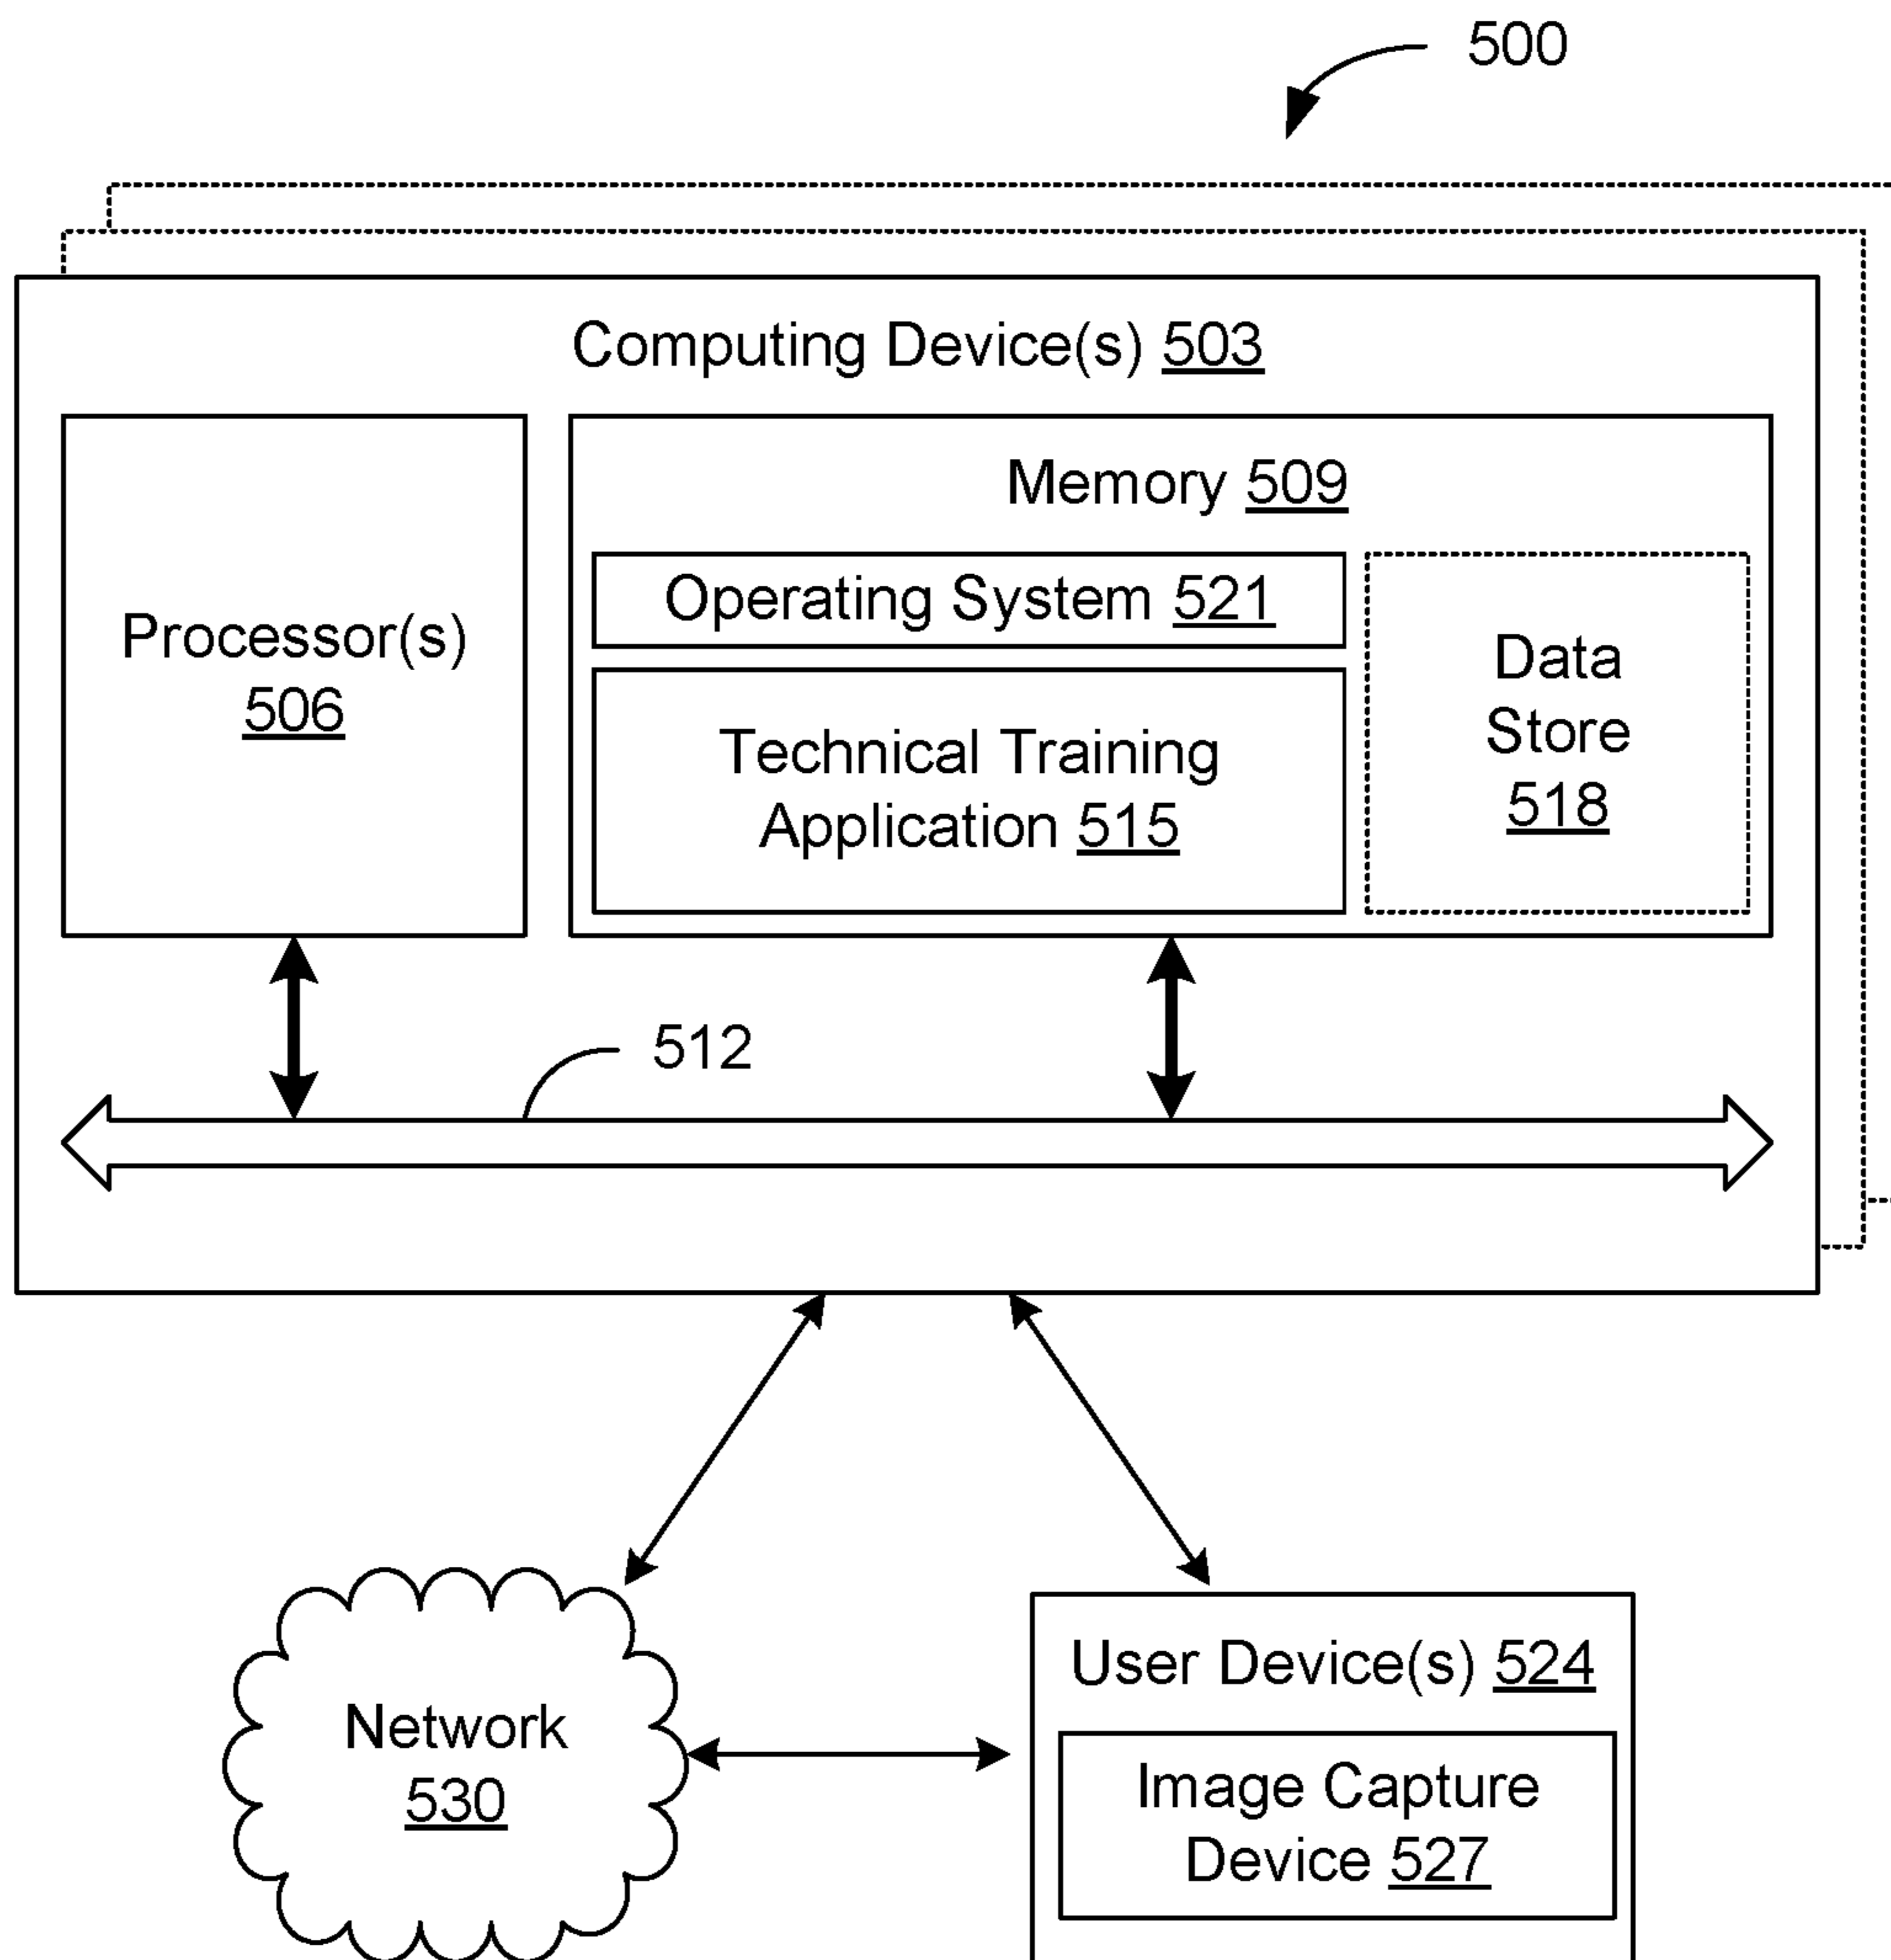 500
Computing Device(s) 503
Processor(s)
506
Memory 509
Operating System 521
Technical Training
Application 515
Data
Store
518
512
Network
530
User Device(s) 524
Image Capture
Device 527